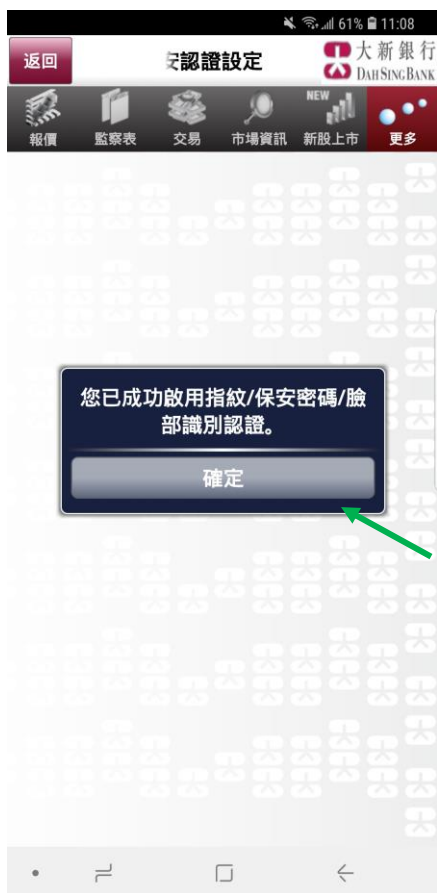 61% 11:08
返回
安認證設定
大新銀行
DAH SING BANK
報價
監察表
交易
市場資訊
NEW
新股上市
更多
您已成功啟用指紋/保安密碼/臉
部識別認證。
確定